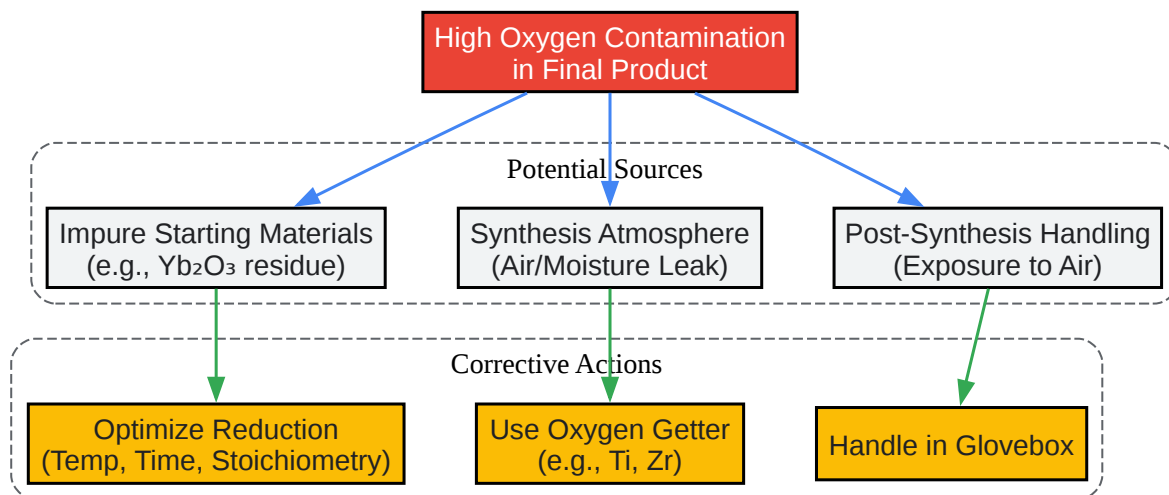 High Oxygen Contamination
in Final Product
Potential Sources
Impure Starting Materials
(e.g., Yb₂O₃ residue)
Synthesis Atmosphere
(Air/Moisture Leak)
Post-Synthesis Handling
(Exposure to Air)
Corrective Actions
Optimize Reduction
(Temp, Time, Stoichiometry)
Use Oxygen Getter
(e.g., Ti, Zr)
Handle in Glovebox